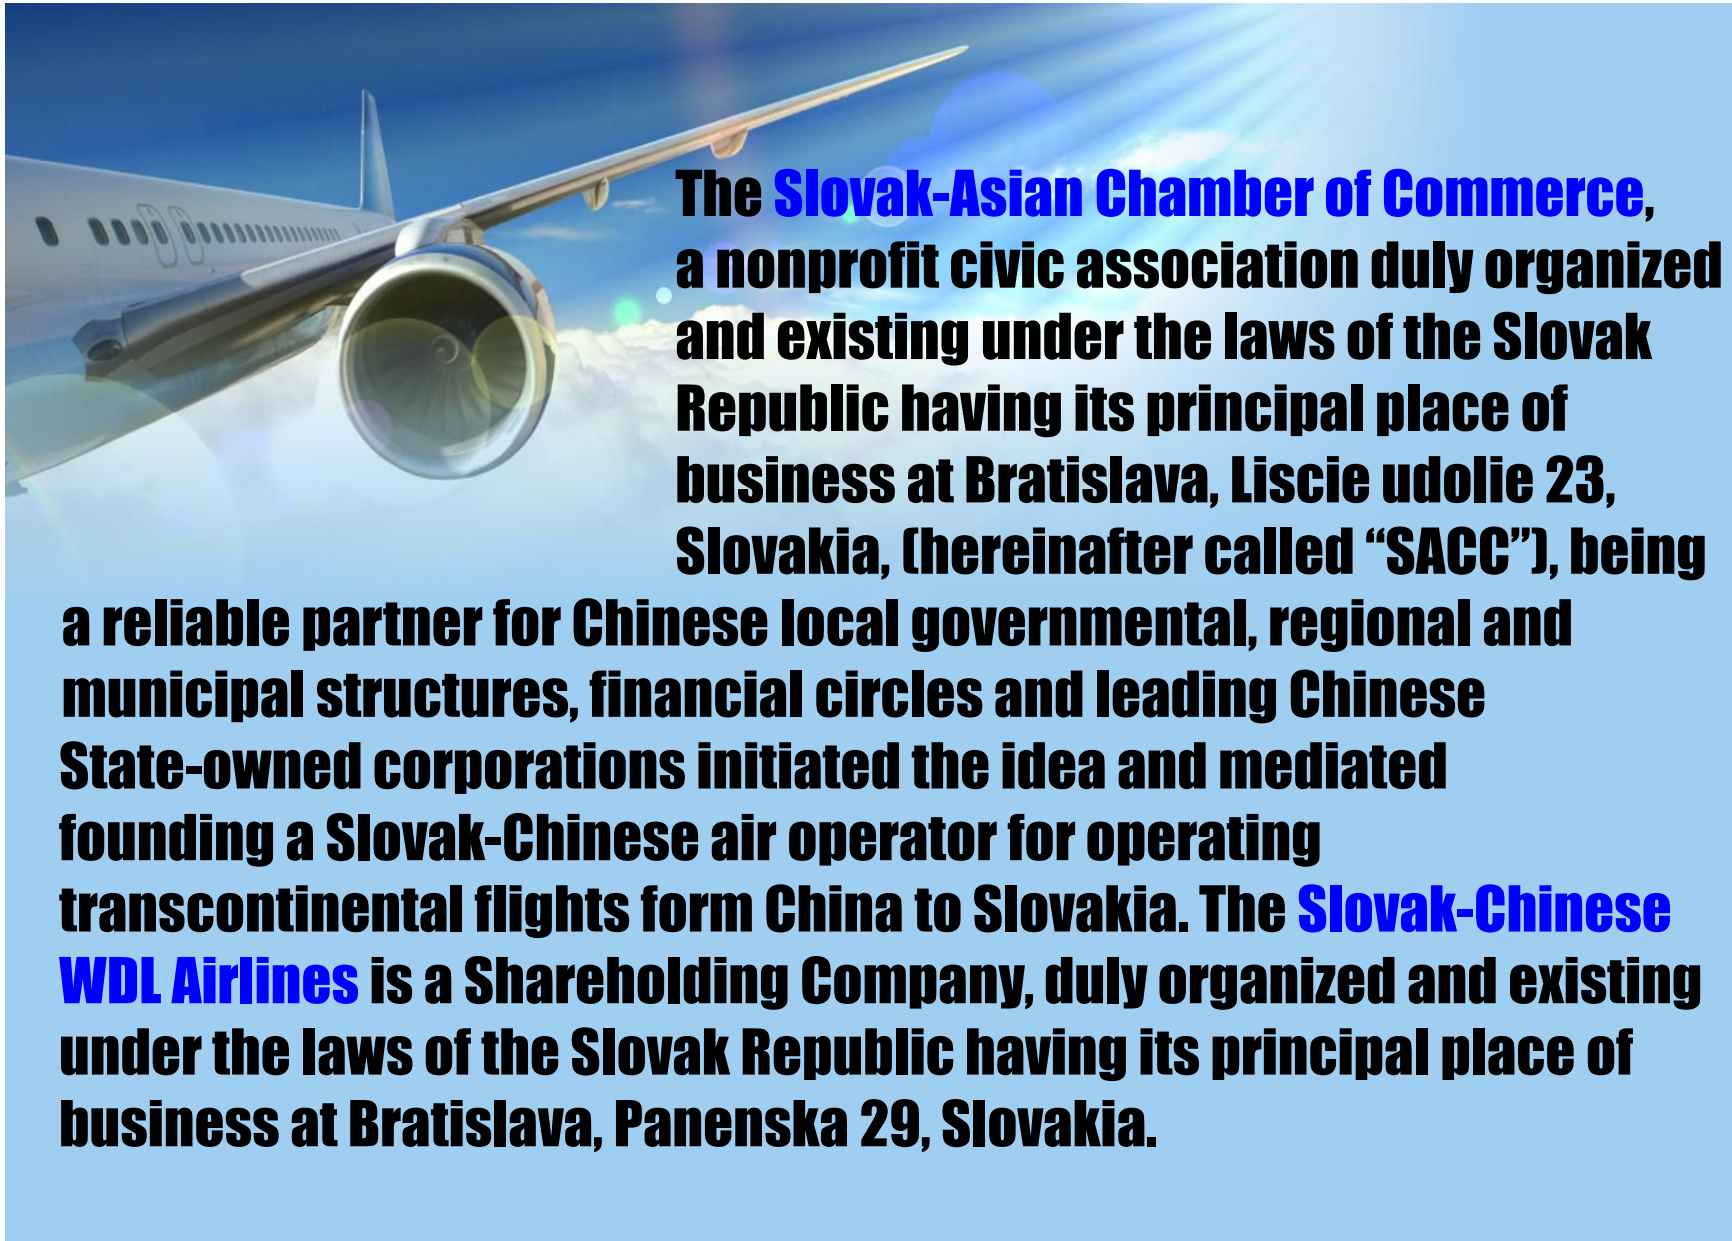 The Slovak-Asian Chamber of Commerce,
a nonprofit civic association duly organized
and existing under the laws of the Slovak
Republic having its principal place of
business at Bratislava, Liscie udolie 23,
Slovakia, (hereinafter called “SACC”), being
a reliable partner for Chinese local governmental, regional and
municipal structures, financial circles and leading Chinese
State-owned corporations initiated the idea and mediated
founding a Slovak-Chinese air operator for operating
transcontinental flights form China to Slovakia. The Slovak-Chinese
WDL Airlines is a Shareholding Company, duly organized and existing
under the laws of the Slovak Republic having its principal place of
business at Bratislava, Panenska 29, Slovakia.